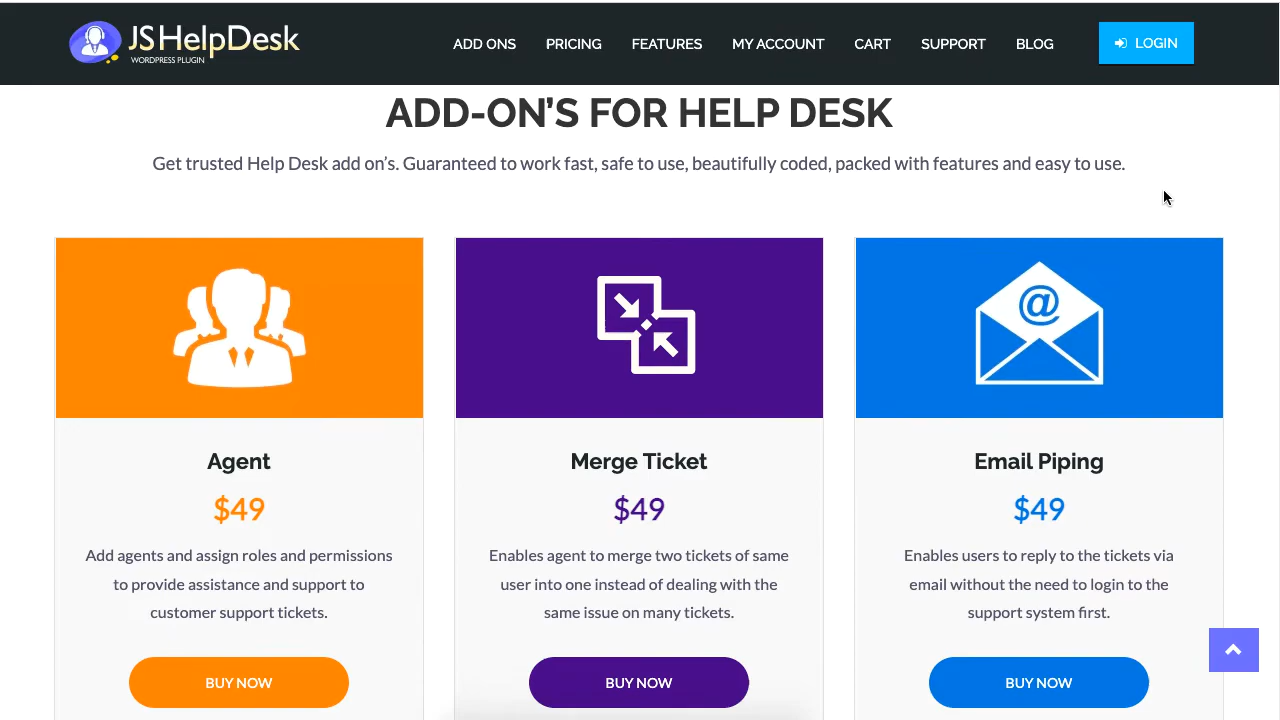 JS HelpDesk
WORDPRESS PLUGIN
ADD ONS
PRICING
FEATURES
MY ACCOUNT
CART
SUPPORT
BLOG
LOGIN
ADD-ON’S FOR HELP DESK
Get trusted Help Desk add on’s. Guaranteed to work fast, safe to use, beautifully coded, packed with features and easy to use.
@
Agent
$49
Add agents and assign roles and permissions
to provide assistance and support to
customer support tickets.
BUY NOW
Merge Ticket
$49
Enables agent to merge two tickets of same
user into one instead of dealing with the
same issue on many tickets.
BUY NOW
Email Piping
$49
Enables users to reply to the tickets via
email without the need to login to the
support system first.
BUY NOW